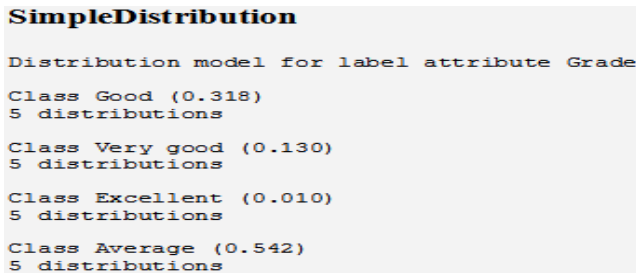 SimpleDistribution
Distribution model for label attribute Grade
Class Good (0.318)
5 distributions
Class Very good (0.130)
5 distributions
Class Excellent (0.010)
5 distributions
Class Average (0.542)
5 distributions